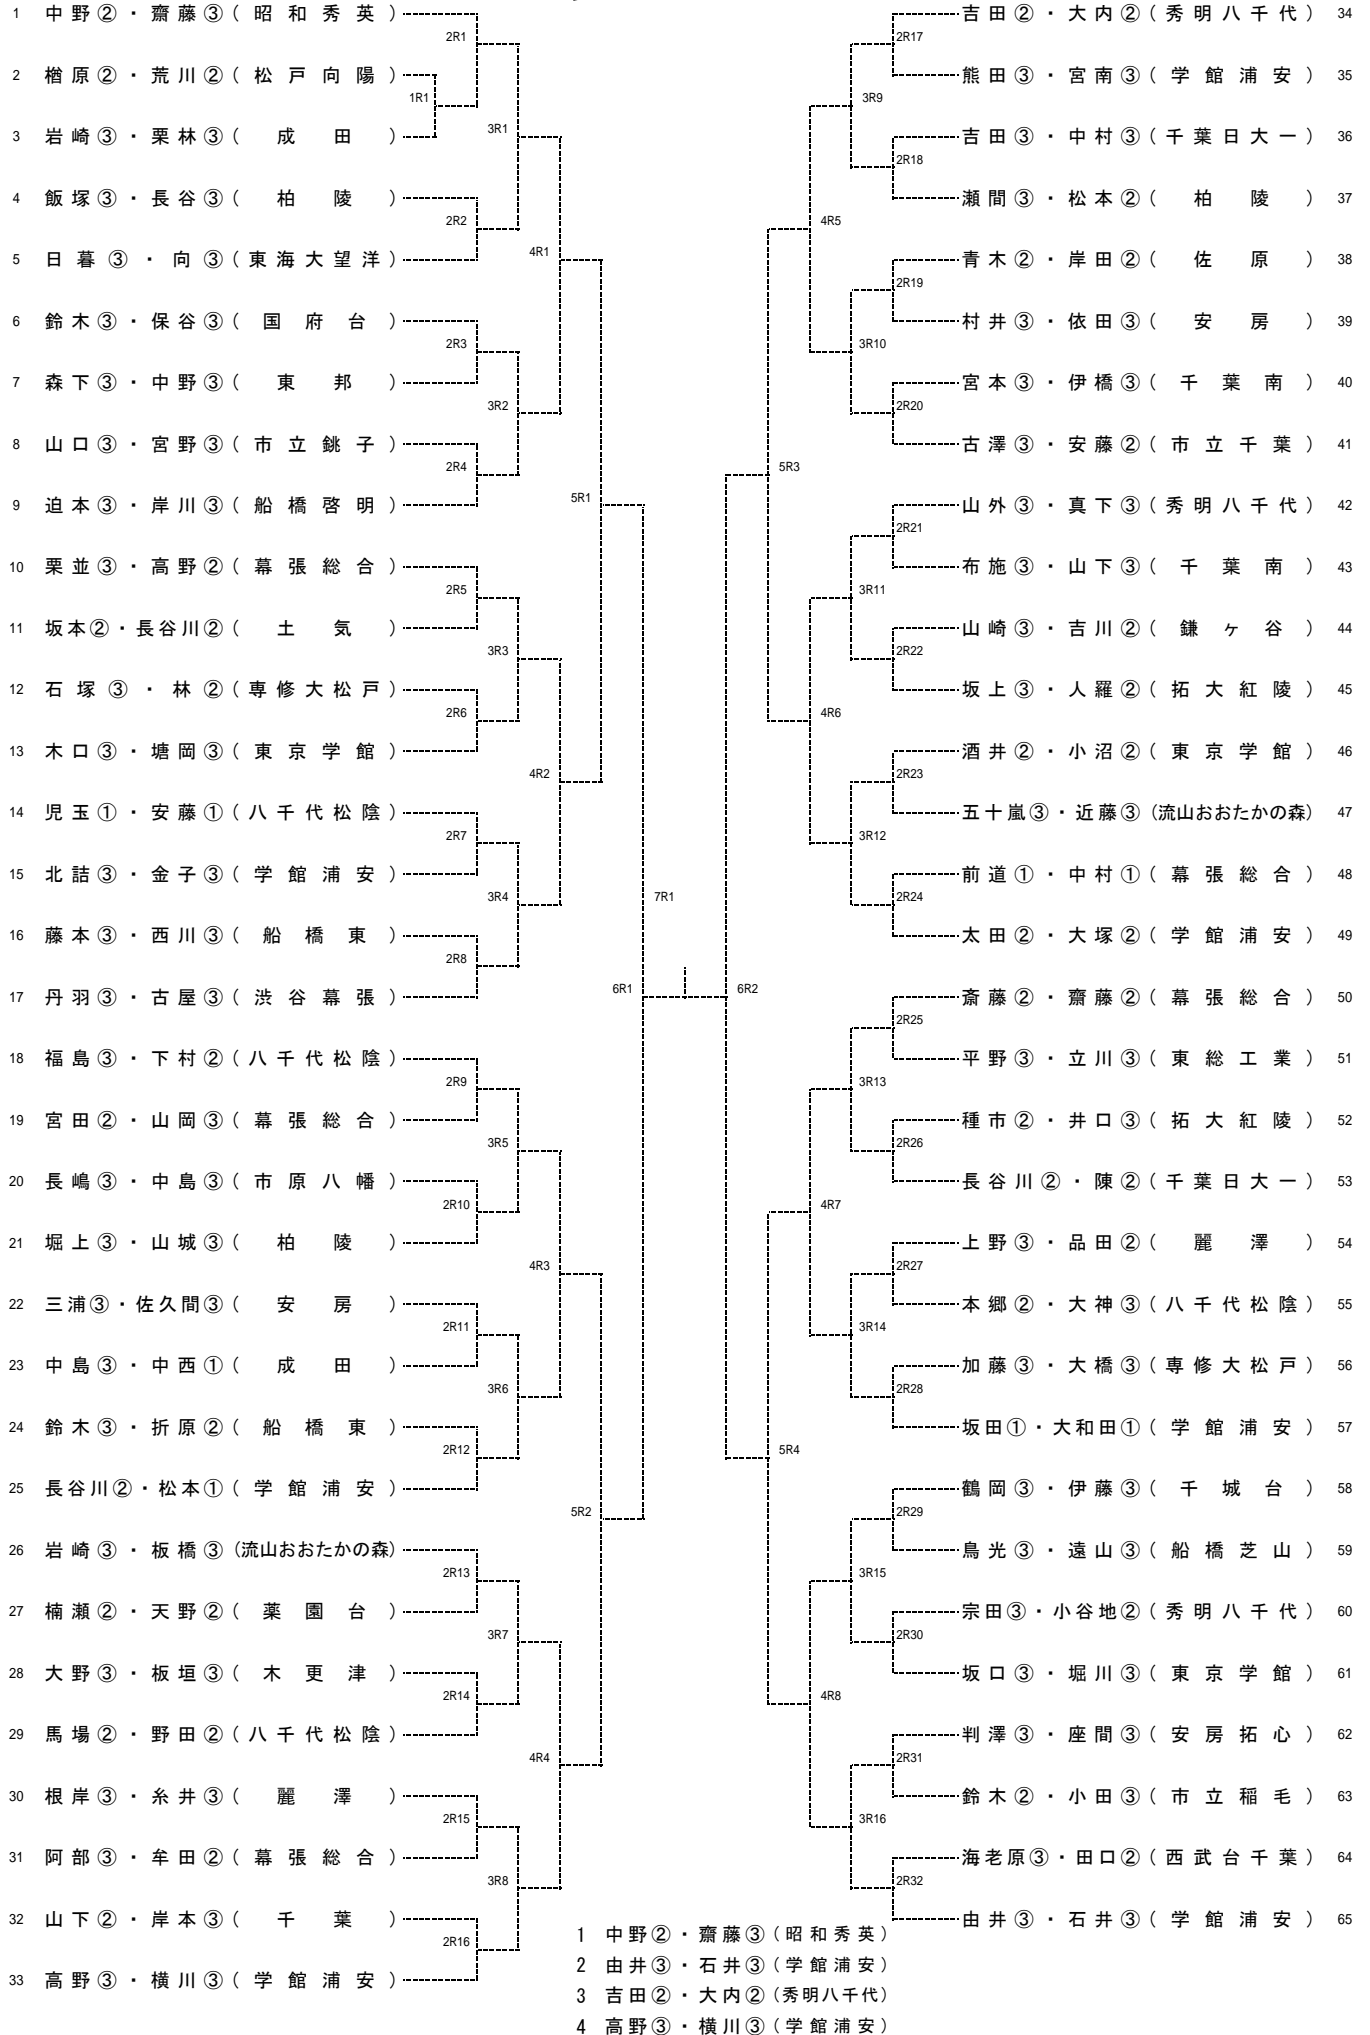 1 中野②・齋藤③(昭和秀英)
2R1
2 楢原②・荒川②(松戸向陽)
1R1
3R1
3 岩崎③・栗林③(成田)
4 飯塚③・長谷③(柏陵)
2R2
4R1
5 日暮③・向③(東海大望洋)
6 鈴木③・保谷③(国府台)
2R3
7 森下③・中野③(東邦)
3R2
8 山口③・宮野③(市立銚子)
2R4
5R1
9 迫本③・岸川③(船橋啓明)
10 栗並③・高野②(幕張総合)
2R5
11 坂本②・長谷川②(土気)
3R3
12 石塚③・林②(専修大松戸)
2R6
13 木口③・塘岡③(東京学館)
4R2
14 児玉①・安藤①(八千代松陰)
2R7
15 北詰③・金子③(学館浦安)
3R4
7R1
16 藤本③・西川③(船橋東)
2R8
6R1
17 丹羽③・古屋③(渋谷幕張)
18 福島③・下村②(八千代松陰)
2R9
19 宮田②・山岡③(幕張総合)
3R5
20 長嶋③・中島③(市原八幡)
2R10
21 堀上③・山城③(柏陵)
4R3
22 三浦③・佐久間③(安房)
2R11
23 中島③・中西①(成田)
3R6
24 鈴木③・折原②(船橋東)
2R12
25 長谷川②・松本①(学館浦安)
5R2
26 岩崎③・板橋③(流山おおたかの森)
2R13
27 楠瀬②・天野②(薬園台)
3R7
28 大野③・板垣③(木更津)
2R14
29 馬場②・野田②(八千代松陰)
4R4
30 根岸③・糸井③(麗澤)
2R15
31 阿部③・牟田②(幕張総合)
3R8
32 山下②・岸本③(千葉)
2R16
33 高野③・横川③(学館浦安)
吉田②・大内②(秀明八千代) 34
2R17
熊田③・宮南③(学館浦安) 35
3R9
吉田③・中村③(千葉日大一) 36
2R18
瀬間③・松本②(柏陵) 37
4R5
青木②・岸田②(佐原) 38
2R19
村井③・依田③(安房) 39
3R10
宮本③・伊橋③(千葉南) 40
2R20
古澤③・安藤②(市立千葉) 41
5R3
山外③・真下③(秀明八千代) 42
2R21
布施③・山下③(千葉南) 43
3R11
山崎③・吉川②(鎌ヶ谷) 44
2R22
坂上③・人羅②(拓大紅陵) 45
4R6
酒井②・小沼②(東京学館) 46
2R23
五十嵐③・近藤③(流山おおたかの森) 47
3R12
前道①・中村①(幕張総合) 48
2R24
太田②・大塚②(学館浦安) 49
6R2
斎藤②・齋藤②(幕張総合) 50
2R25
平野③・立川③(東総工業) 51
3R13
種市②・井口③(拓大紅陵) 52
2R26
長谷川②・陳②(千葉日大一) 53
4R7
上野③・品田②(麗澤) 54
2R27
本郷②・大神③(八千代松陰) 55
3R14
加藤③・大橋③(専修大松戸) 56
2R28
坂田①・大和田①(学館浦安) 57
5R4
鶴岡③・伊藤③(千城台) 58
2R29
鳥光③・遠山③(船橋芝山) 59
3R15
宗田③・小谷地②(秀明八千代) 60
2R30
坂口③・堀川③(東京学館) 61
4R8
判澤③・座間③(安房拓心) 62
2R31
鈴木②・小田③(市立稲毛) 63
3R16
海老原③・田口②(西武台千葉) 64
2R32
由井③・石井③(学館浦安) 65
1 中野②・齋藤③(昭和秀英)
2 由井③・石井③(学館浦安)
3 吉田②・大内②(秀明八千代)
4 高野③・横川③(学館浦安)